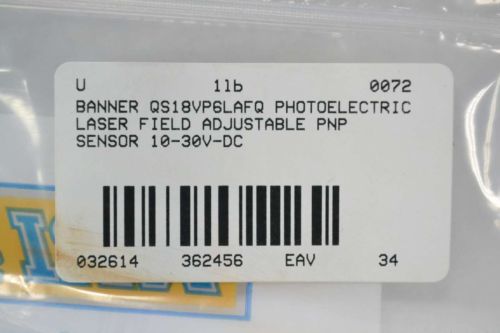 U 1lb 0072
BANNER QS18VP6LAFQ PHOTOELECTRIC
LASER FIELD ADJUSTABLE PNP
SENSOR 10-30V-DC
032614 362456 EAV 34